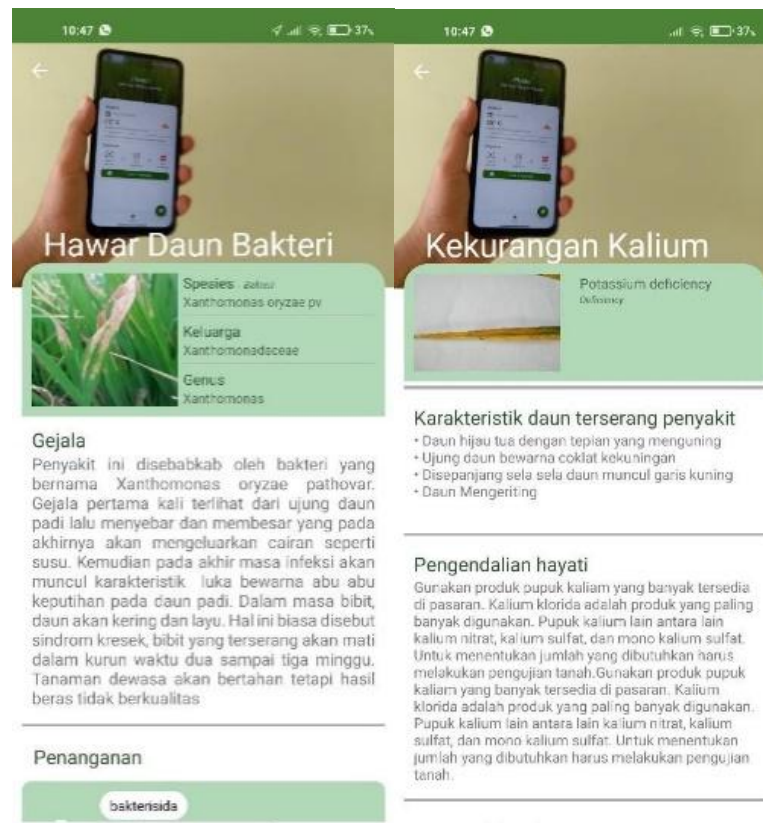 10:47
37%
Hawar Daun Bakteri
Spesies
Xanthomonas oryzae pv
Keluarga
Xanthomonadaceae
Genus
Xanthomonas
Gejala
Penyakit ini disebabkab oleh bakteri yang
bernama Xanthomonas oryzae pathovar.
Gejala pertama kali terlihat dari ujung daun
padi lalu menyebar dan membesar yang pada
akhirnya akan mengeluarkan cairan seperti
susu. Kemudian pada akhir masa infeksi akan
muncul karakteristik luka bewarna abu abu
keputihan pada daun padi. Dalam masa bibit,
daun akan kering dan layu. Hal ini biasa disebut
sindrom kresek, bibit yang terserang akan mati
dalam kurun waktu dua sampai tiga minggu.
Tanaman dewasa akan bertahan tetapi hasil
beras tidak berkualitas
Penanganan
bakterisida
10:47
37%
Kekurangan Kalium
Potassium deficiency
Deficiency
Karakteristik daun terserang penyakit
• Daun hijau tua dengan tepian yang menguning
• Ujung daun bewarna coklat kekuningan
• Disepanjang sela sela daun muncul garis kuning
• Daun Mengeriting
Pengendalian hayati
Gunakan produk pupuk kaliam yang banyak tersedia
di pasaran. Kalium klorida adalah produk yang paling
banyak digunakan. Pupuk kalium lain antara lain
kalium nitrat, kalium sulfat, dan mono kalium sulfat.
Untuk menentukan jumlah yang dibutuhkan harus
melakukan pengujian tanah.Gunakan produk pupuk
kaliam yang banyak tersedia di pasaran. Kalium
klorida adalah produk yang paling banyak digunakan.
Pupuk kalium lain antara lain kalium nitrat, kalium
sulfat, dan mono kalium sulfat. Untuk menentukan
jumlah yang dibutuhkan harus melakukan pengujian
tanah.